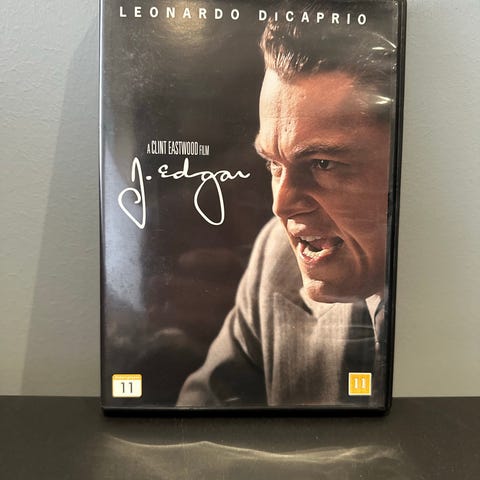 LEONARDO DiCAPRIO
A CLINT EASTWOOD FILM
J. Edgar
11
11